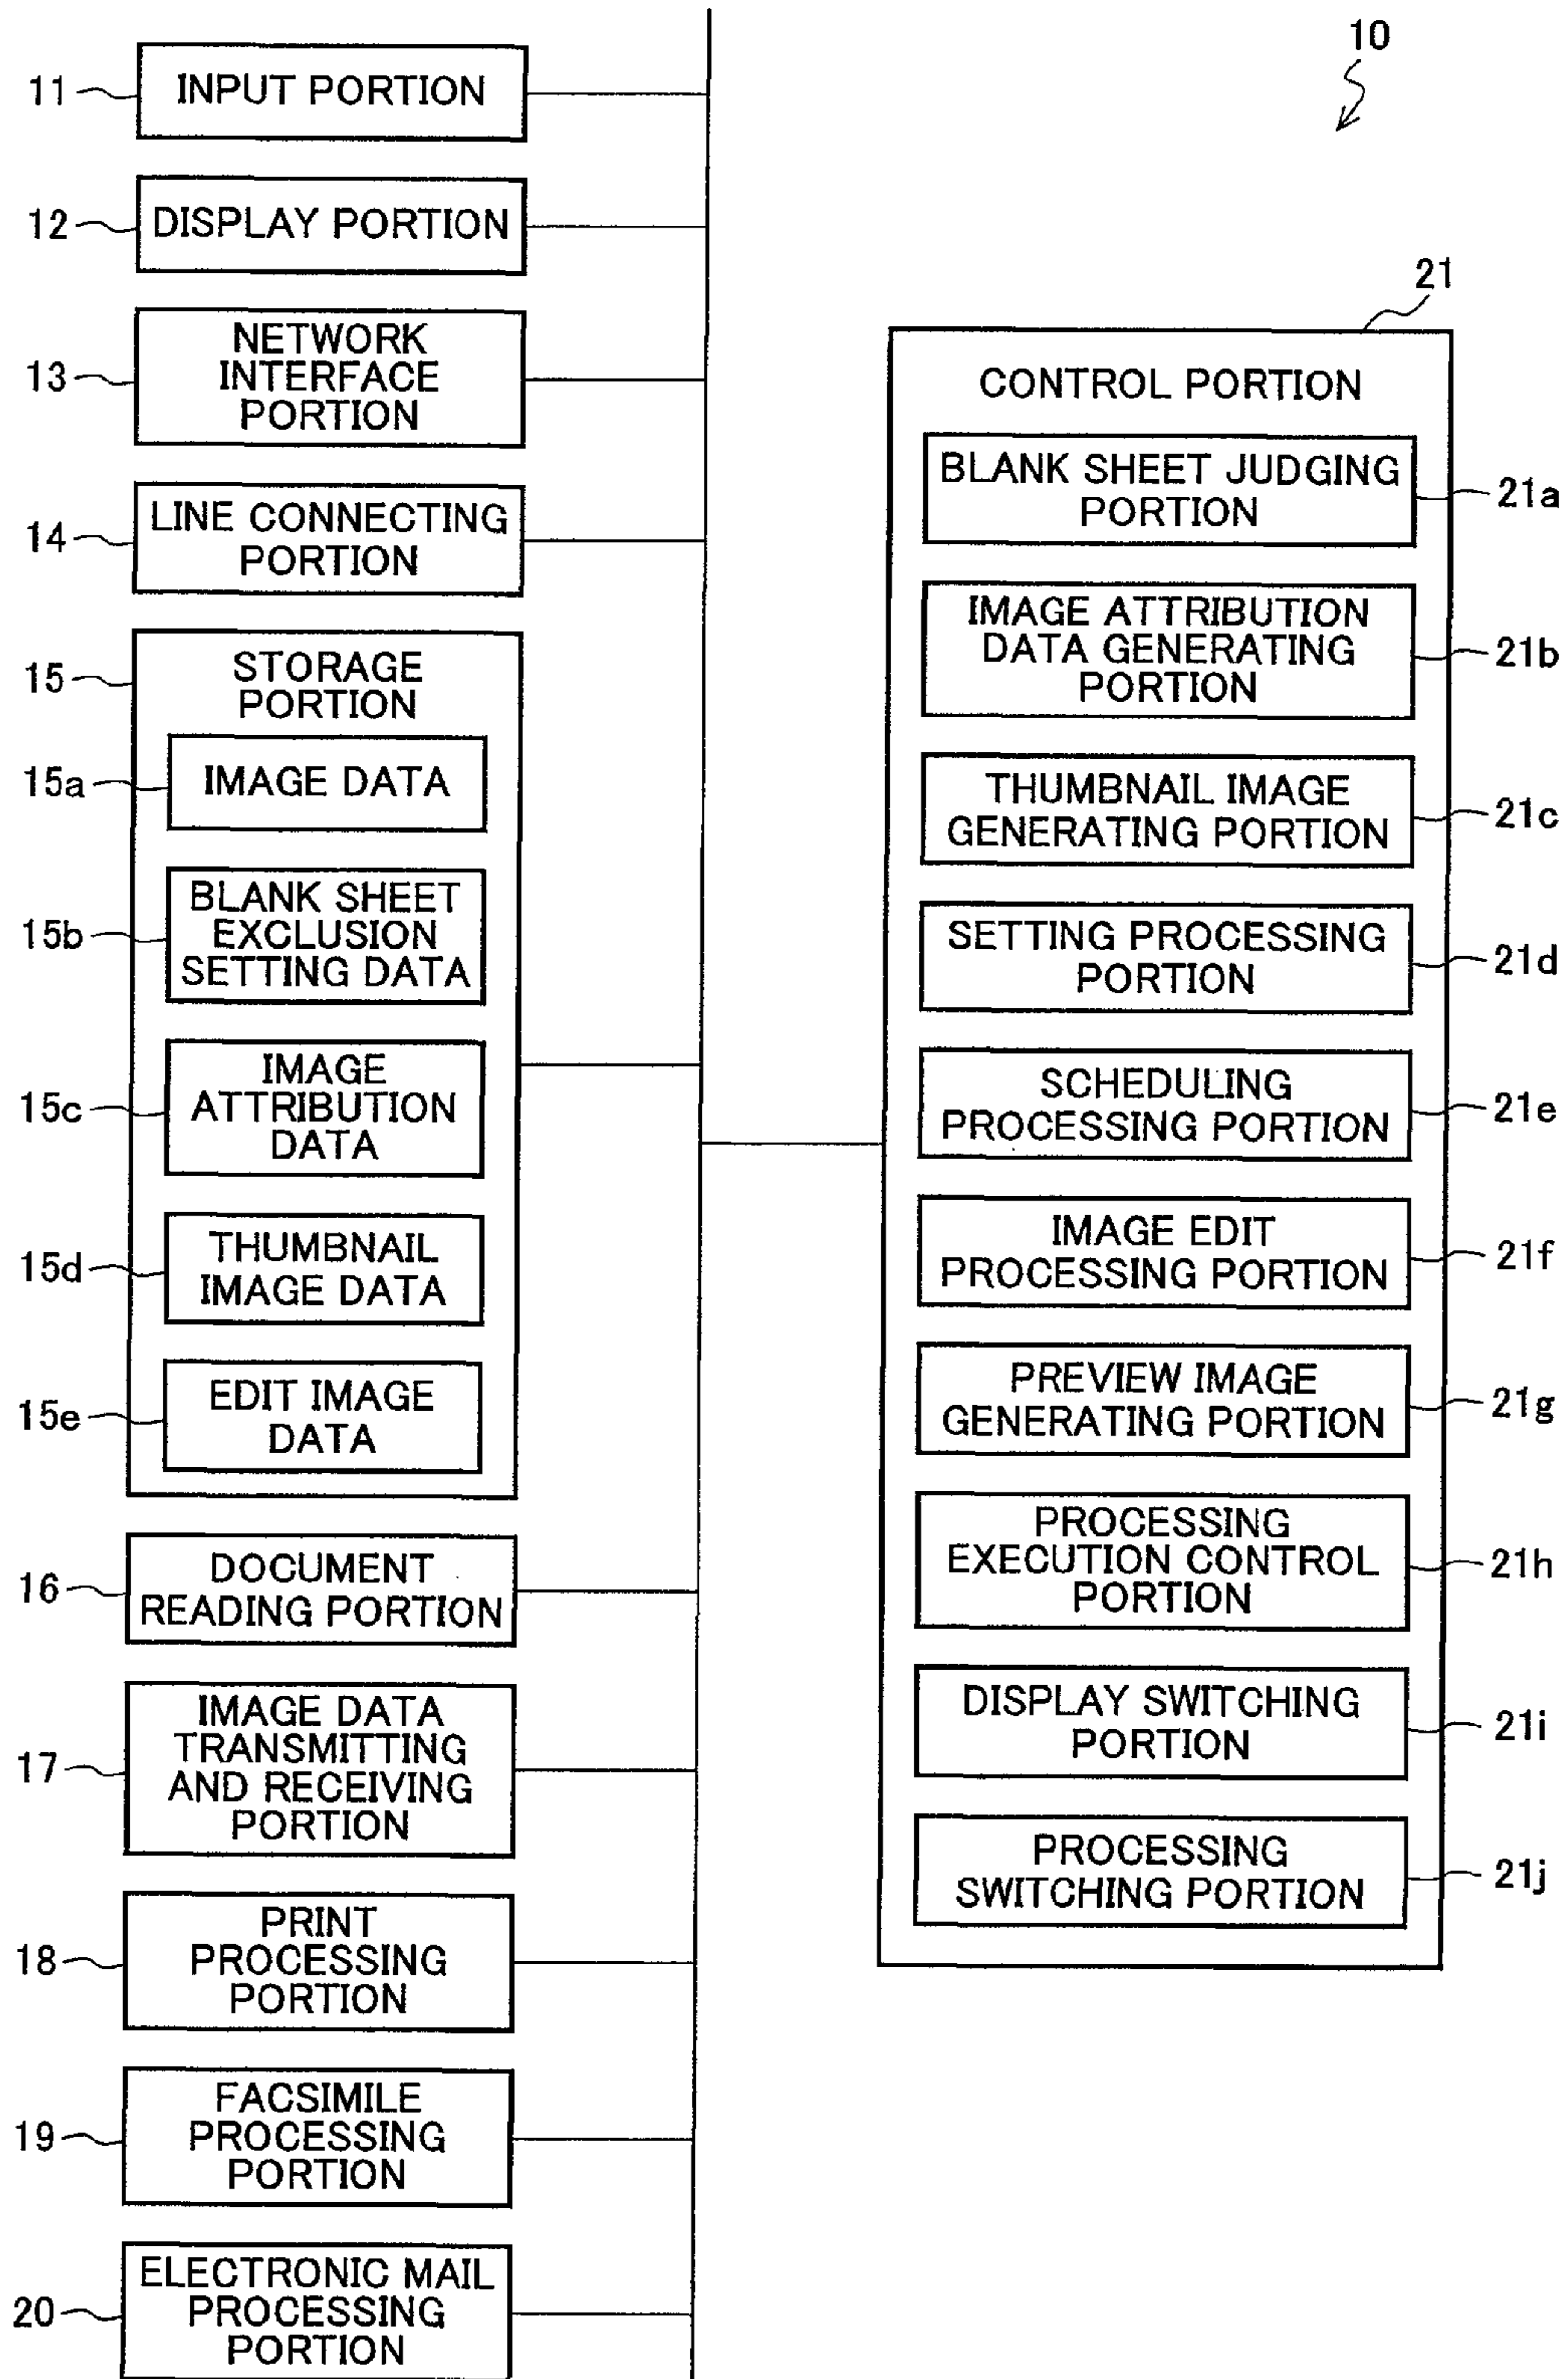 10
11
INPUT PORTION
12
DISPLAY PORTION
13
NETWORK
INTERFACE
PORTION
14
LINE CONNECTING
PORTION
15
STORAGE
PORTION
15a
IMAGE DATA
15b
BLANK SHEET
EXCLUSION
SETTING DATA
15c
IMAGE
ATTRIBUTION
DATA
15d
THUMBNAIL
IMAGE DATA
15e
EDIT IMAGE
DATA
16
DOCUMENT
READING PORTION
17
IMAGE DATA
TRANSMITTING
AND RECEIVING
PORTION
18
PRINT
PROCESSING
PORTION
19
FACSIMILE
PROCESSING
PORTION
20
ELECTRONIC MAIL
PROCESSING
PORTION
21
CONTROL PORTION
BLANK SHEET JUDGING
PORTION
21a
IMAGE ATTRIBUTION
DATA GENERATING
PORTION
21b
THUMBNAIL IMAGE
GENERATING PORTION
21c
SETTING PROCESSING
PORTION
21d
SCHEDULING
PROCESSING PORTION
21e
IMAGE EDIT
PROCESSING PORTION
21f
PREVIEW IMAGE
GENERATING PORTION
21g
PROCESSING
EXECUTION CONTROL
PORTION
21h
DISPLAY SWITCHING
PORTION
21i
PROCESSING
SWITCHING PORTION
21j